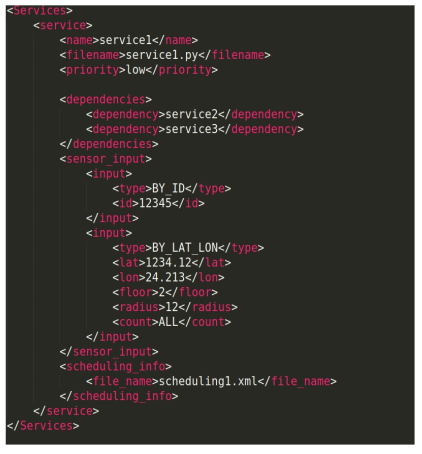 <Services>
<service>
<name>service1</name>
<filename>service1.py</filename>
<priority>low</priority>
<dependencies>
<dependency>service2</dependency>
<dependency>service3</dependency>
</dependencies>
<sensor_input>
<input>
<type>BY_ID</type>
<id>12345</id>
</input>
<input>
<type>BY_LAT_LON</type>
<lat>1234.12</lat>
<lon>24.213</lon>
<floor>2</floor>
<radius>12</radius>
<count>ALL</count>
</input>
</sensor_input>
<scheduling_info>
<file_name>scheduling1.xml</file_name>
</scheduling_info>
</service>
</Services>